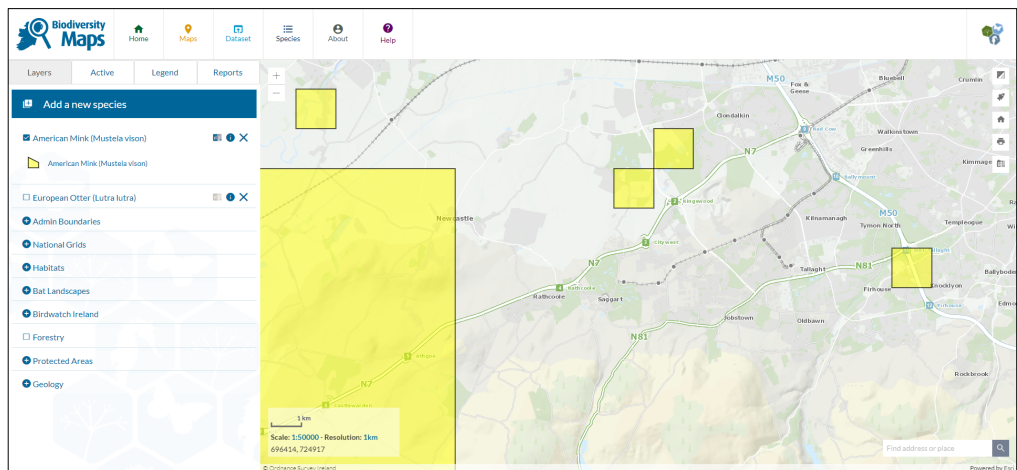 Biodiversity
Maps
Home
Maps
Dataset
Species
About
Help
Layers
Active
Legend
Reports
Add a new species
American Mink (Mustela vison)
American Mink (Mustela vison)
European Otter (Lutra lutra)
Admin Boundaries
National Grids
Habitats
Bat Landscapes
Birdwatch Ireland
Forestry
Protected Areas
Geology
+
−
M50
Fox &
Geese
Bluebell
Crumlin
Clondalkin
Red Cow
Walkinstown
N7
Greenhills
Kimmage
Ballymount
Kingswood
Newcastle
Kilnamanagh
M50
Tymon North
Templeogue
Citywest
N7
Tallaght
N81
Ballybode
Firhouse
Knocklyon
Rathcoole
Rathcoole
Saggart
Firhouse
Edmo
Jobstown
Oldbawn
N81
Rockbrook
N7
1 km
Scale: 1:50000 - Resolution: 1km
696414, 724917
Find address or place
© Ordnance Survey Ireland
Powered by Esri